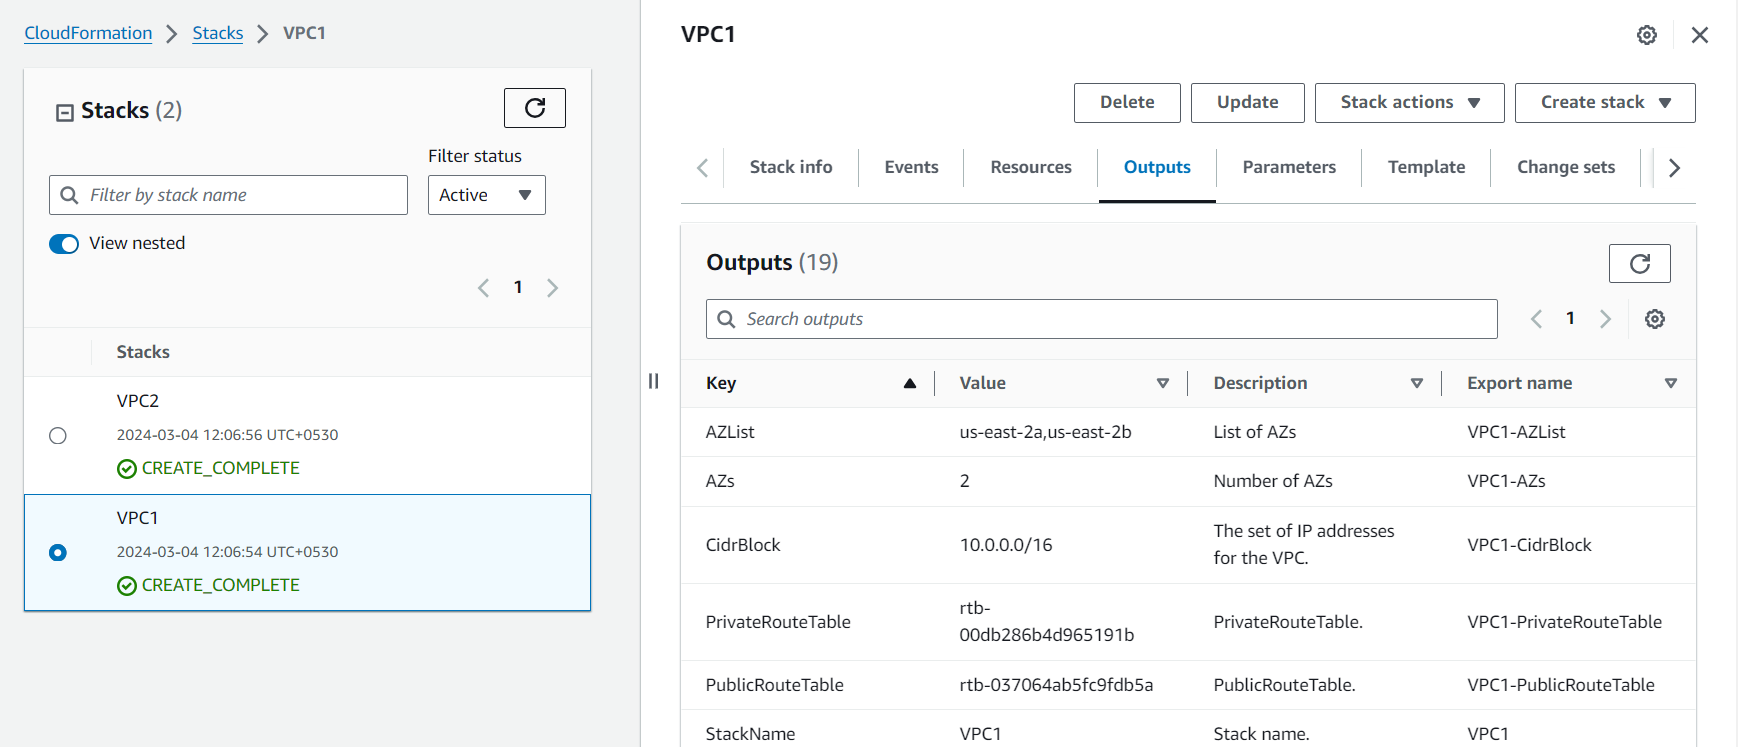 CloudFormation > Stacks > VPC1
Stacks (2)
Filter status
Filter by stack name
Active
View nested
1
Stacks
VPC2
2024-03-04 12:06:56 UTC+0530
CREATE_COMPLETE
VPC1
2024-03-04 12:06:54 UTC+0530
CREATE_COMPLETE
VPC1
Delete Update Stack actions Create stack
Stack info Events Resources Outputs Parameters Template Change sets
Outputs (19)
Search outputs
1
Key Value Description Export name
AZList us-east-2a,us-east-2b List of AZs VPC1-AZList
AZs 2 Number of AZs VPC1-AZs
CidrBlock 10.0.0.0/16 The set of IP addresses
for the VPC. VPC1-CidrBlock
PrivateRouteTable rtb-
00db286b4d965191b PrivateRouteTable. VPC1-PrivateRouteTable
PublicRouteTable rtb-037064ab5fc9fdb5a PublicRouteTable. VPC1-PublicRouteTable
StackName VPC1 Stack name. VPC1